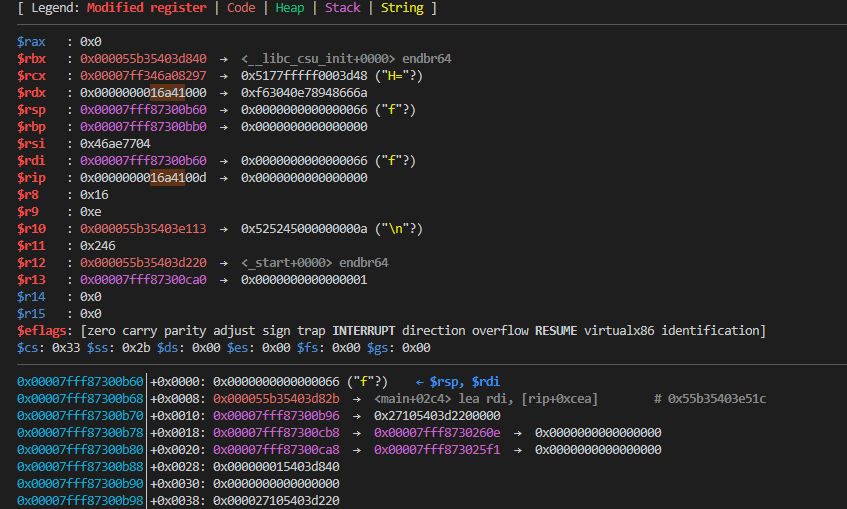 [ Legend: Modified register | Code | Heap | Stack | String ]
$rax   : 0x0
$rbx   : 0x000055b35403d840  →  <__libc_csu_init+0000> endbr64
$rcx   : 0x00007ff346a08297  →  0x5177fffff0003d48 ("H="?)
$rdx   : 0x0000000016a41000  →  0xf63040e78948666a
$rsp   : 0x00007fff87300b60  →  0x0000000000000066 ("f"?)
$rbp   : 0x00007fff87300bb0  →  0x0000000000000000
$rsi   : 0x46ae7704
$rdi   : 0x00007fff87300b60  →  0x0000000000000066 ("f"?)
$rip   : 0x0000000016a4100d  →  0x0000000000000000
$r8    : 0x16
$r9    : 0xe
$r10   : 0x000055b35403e113  →  0x525245000000000a ("\n"?)
$r11   : 0x246
$r12   : 0x000055b35403d220  →  <_start+0000> endbr64
$r13   : 0x00007fff87300ca0  →  0x0000000000000001
$r14   : 0x0
$r15   : 0x0
$eflags: [zero carry parity adjust sign trap INTERRUPT direction overflow RESUME virtualx86 identification]
$cs: 0x33 $ss: 0x2b $ds: 0x00 $es: 0x00 $fs: 0x00 $gs: 0x00
0x00007fff87300b60│+0x0000: 0x0000000000000066 ("f"?)    ← $rsp, $rdi
0x00007fff87300b68│+0x0008: 0x000055b35403d82b  →  <main+02c4> lea rdi, [rip+0xcea]        # 0x55b35403e51c
0x00007fff87300b70│+0x0010: 0x00007fff87300b96  →  0x27105403d2200000
0x00007fff87300b78│+0x0018: 0x00007fff87300cb8  →  0x00007fff8730260e  →  0x0000000000000000
0x00007fff87300b80│+0x0020: 0x00007fff87300ca8  →  0x00007fff873025f1  →  0x0000000000000000
0x00007fff87300b88│+0x0028: 0x000000015403d840
0x00007fff87300b90│+0x0030: 0x0000000000000000
0x00007fff87300b98│+0x0038: 0x000027105403d220